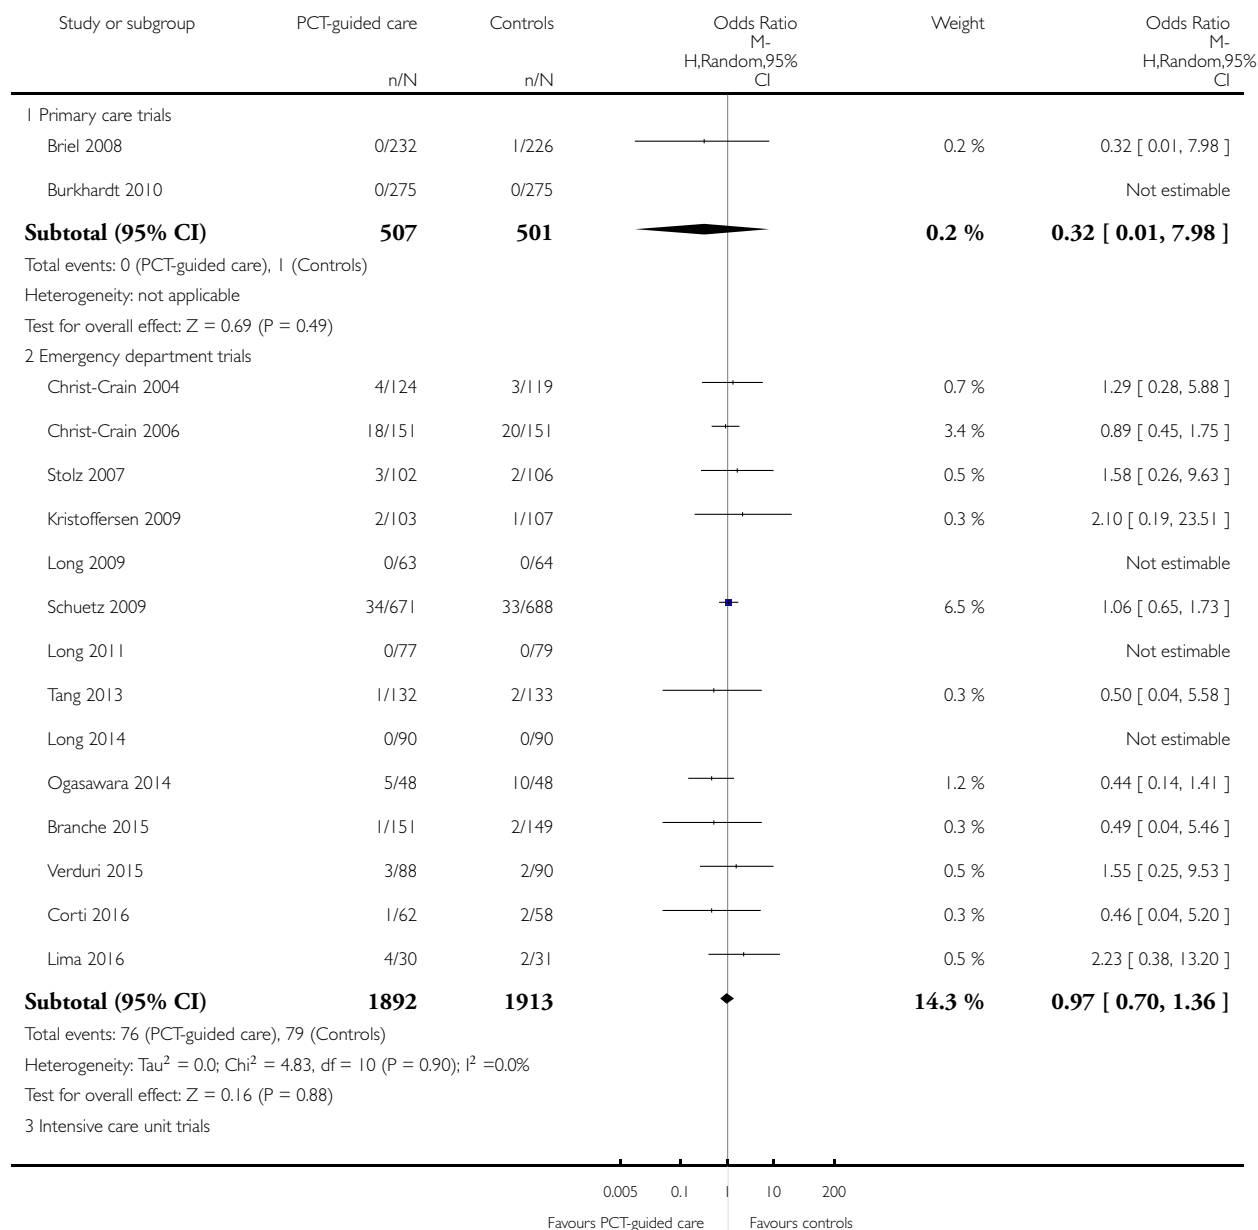 Study or subgroup PCT-guided care Controls Odds Ratio Weight Odds Ratio
M- M-
H,Random,95% H,Random,95%
n/N n/N CI CI
1 Primary care trials
Briel 2008 0/232 1/226 0.2 % 0.32 [ 0.01, 7.98 ]
Burkhardt 2010 0/275 0/275 Not estimable
Subtotal (95% CI) 507 501 0.2 % 0.32 [ 0.01, 7.98 ]
Total events: 0 (PCT-guided care), 1 (Controls)
Heterogeneity: not applicable
Test for overall effect: Z = 0.69 (P = 0.49)
2 Emergency department trials
Christ-Crain 2004 4/124 3/119 0.7 % 1.29 [ 0.28, 5.88 ]
Christ-Crain 2006 18/151 20/151 3.4 % 0.89 [ 0.45, 1.75 ]
Stolz 2007 3/102 2/106 0.5 % 1.58 [ 0.26, 9.63 ]
Kristoffersen 2009 2/103 1/107 0.3 % 2.10 [ 0.19, 23.51 ]
Long 2009 0/63 0/64 Not estimable
Schuetz 2009 34/671 33/688 6.5 % 1.06 [ 0.65, 1.73 ]
Long 2011 0/77 0/79 Not estimable
Tang 2013 1/132 2/133 0.3 % 0.50 [ 0.04, 5.58 ]
Long 2014 0/90 0/90 Not estimable
Ogasawara 2014 5/48 10/48 1.2 % 0.44 [ 0.14, 1.41 ]
Branche 2015 1/151 2/149 0.3 % 0.49 [ 0.04, 5.46 ]
Verduri 2015 3/88 2/90 0.5 % 1.55 [ 0.25, 9.53 ]
Corti 2016 1/62 2/58 0.3 % 0.46 [ 0.04, 5.20 ]
Lima 2016 4/30 2/31 0.5 % 2.23 [ 0.38, 13.20 ]
Subtotal (95% CI) 1892 1913 14.3 % 0.97 [ 0.70, 1.36 ]
Total events: 76 (PCT-guided care), 79 (Controls)
Heterogeneity: Tau² = 0.0; Chi² = 4.83, df = 10 (P = 0.90); I² =0.0%
Test for overall effect: Z = 0.16 (P = 0.88)
3 Intensive care unit trials
0.005 0.1 1 10 200
Favours PCT-guided care Favours controls